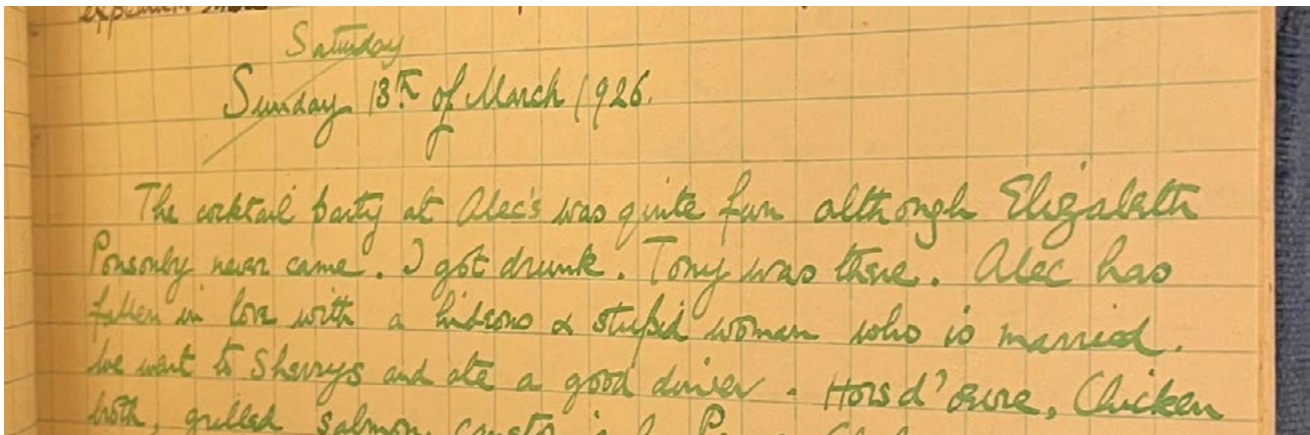 Saturday
Sunday 13th of March 1926.
The cocktail party at Alec's was quite fun although Elizabeth
Ponsonby never came. I got drunk. Tony was there. Alec has
fallen in love with a hideous & stupid woman who is married.
We went to Sherrys and ate a good dinner. Hors d'œuvre, Chicken
broth, grilled salmon,